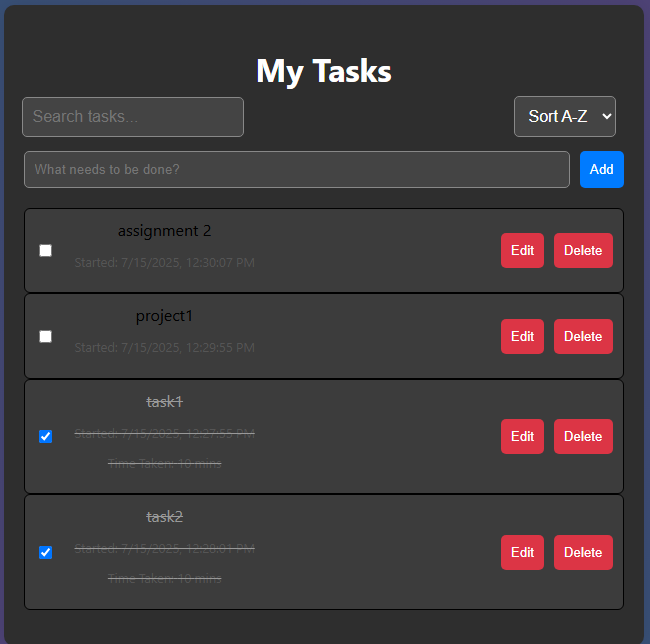 My Tasks
Search tasks...
Sort A-Z
What needs to be done?
Add
assignment 2
Started: 7/15/2025, 12:30:07 PM
Edit
Delete
project1
Started: 7/15/2025, 12:29:55 PM
Edit
Delete
task1
Started: 7/15/2025, 12:27:55 PM
Time Taken: 10 mins
Edit
Delete
task2
Started: 7/15/2025, 12:28:01 PM
Time Taken: 10 mins
Edit
Delete